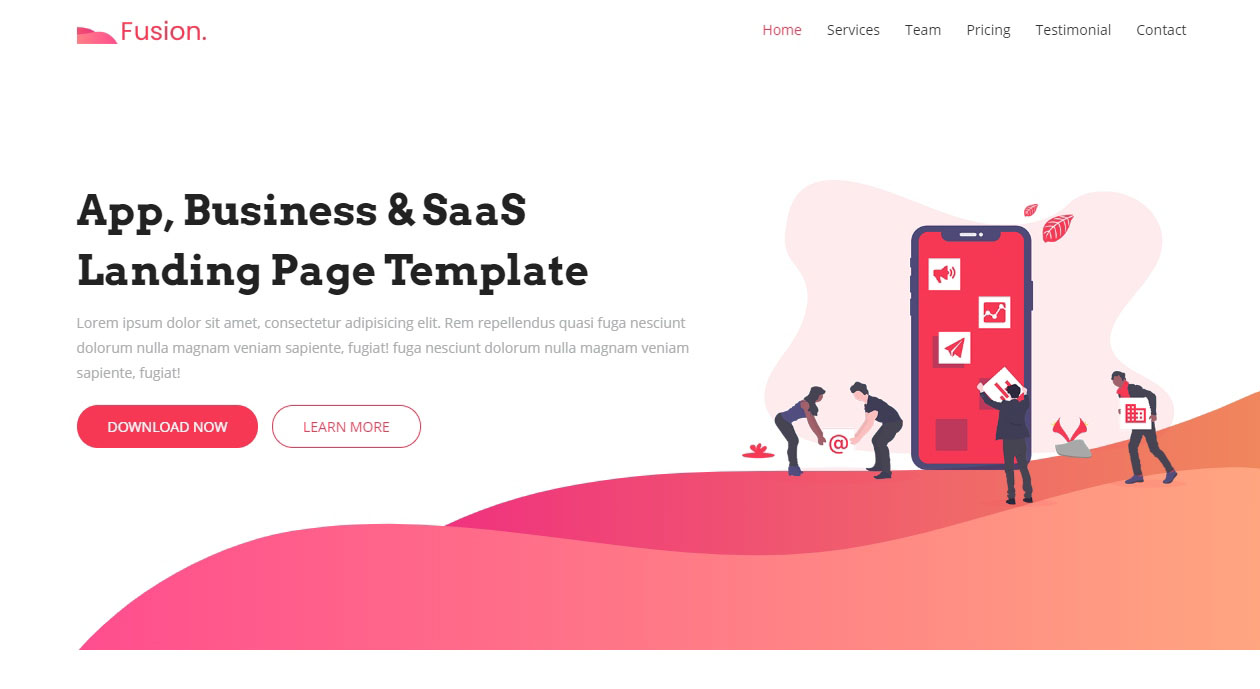 Fusion.
Home Services Team Pricing Testimonial Contact
App, Business & SaaS
Landing Page Template
Lorem ipsum dolor sit amet, consectetur adipisicing elit. Rem repellendus quasi fuga nesciunt
dolorum nulla magnam veniam sapiente, fugiat! fuga nesciunt dolorum nulla magnam veniam
sapiente, fugiat!
DOWNLOAD NOW LEARN MORE
@